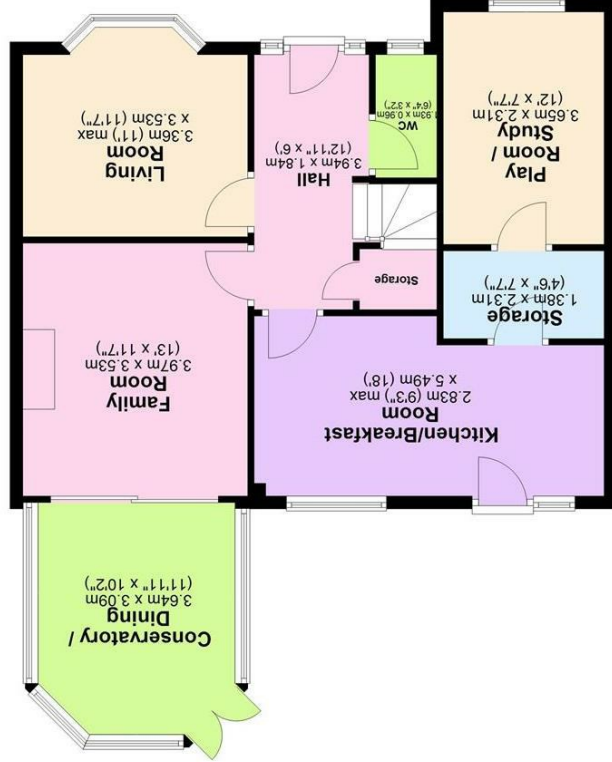 Conservatory /
Dining
3.64m x 3.09m
(11'11" x 10'2")
Kitchen/Breakfast
Room
2.83m (9'3") max
x 5.49m (18')
Family
Room
3.97m x 3.53m
(13' x 11'7")
Storage
1.38m x 2.31m
(4'6" x 7'7")
Storage
Play
Room /
Study
3.65m x 2.31m
(12' x 7'7")
WC
1.93m x 0.96m
(6'4" x 3'2")
Hall
3.94m x 1.84m
(12'11" x 6')
Living
Room
3.36m (11') max
x 3.53m (11'7")